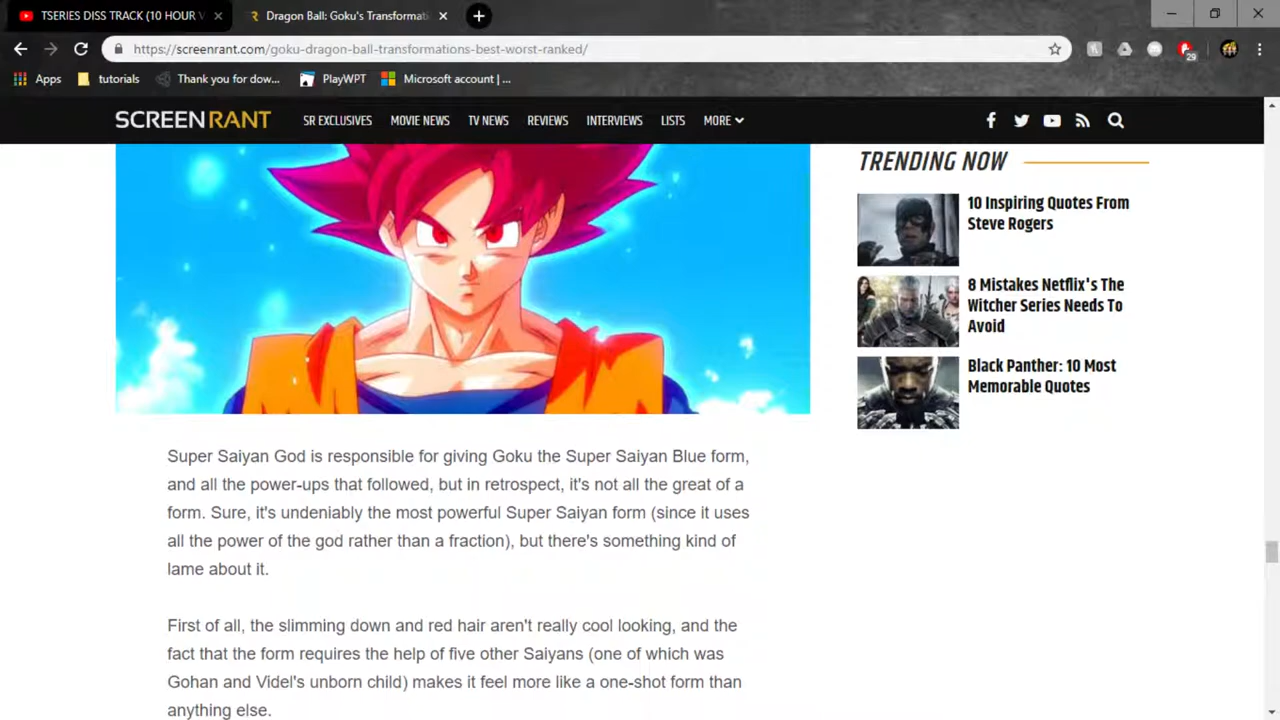 TSERIES DISS TRACK (10 HOUR V
Dragon Ball: Goku's Transformati
https://screenrant.com/goku-dragon-ball-transformations-best-worst-ranked/
29
Apps
tutorials
Thank you for dow...
PlayWPT
Microsoft account | ...
SCREENRANT
SR EXCLUSIVES
MOVIE NEWS
TV NEWS
REVIEWS
INTERVIEWS
LISTS
MORE
TRENDING NOW
10 Inspiring Quotes From
Steve Rogers
8 Mistakes Netflix's The
Witcher Series Needs To
Avoid
Black Panther: 10 Most
Memorable Quotes
Super Saiyan God is responsible for giving Goku the Super Saiyan Blue form,
and all the power-ups that followed, but in retrospect, it's not all the great of a
form. Sure, it's undeniably the most powerful Super Saiyan form (since it uses
all the power of the god rather than a fraction), but there's something kind of
lame about it.
First of all, the slimming down and red hair aren't really cool looking, and the
fact that the form requires the help of five other Saiyans (one of which was
Gohan and Videl's unborn child) makes it feel more like a one-shot form than
anything else.